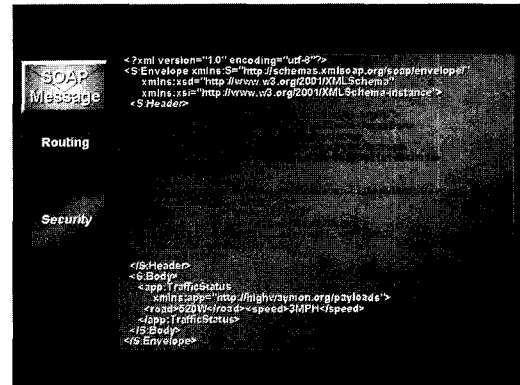 SOAP
Message
Routing
Security
<?xml version="1.0" encoding="utf-8"?>
<S:Envelope xmlns:S="http://schemas.xmlsoap.org/soap/envelope/"
xmlns:xsd="http://www.w3.org/2001/XMLSchema"
xmlns:xsi="http://www.w3.org/2001/XMLSchema-instance">
<S:Header>
</S:Header>
<S:Body>
<app:TrafficStatus
xmlns:app="http://highwaymon.org/payloads">
<road>520W</road><speed>3MPH</speed>
</app:TrafficStatus>
</S:Body>
</S:Envelope>